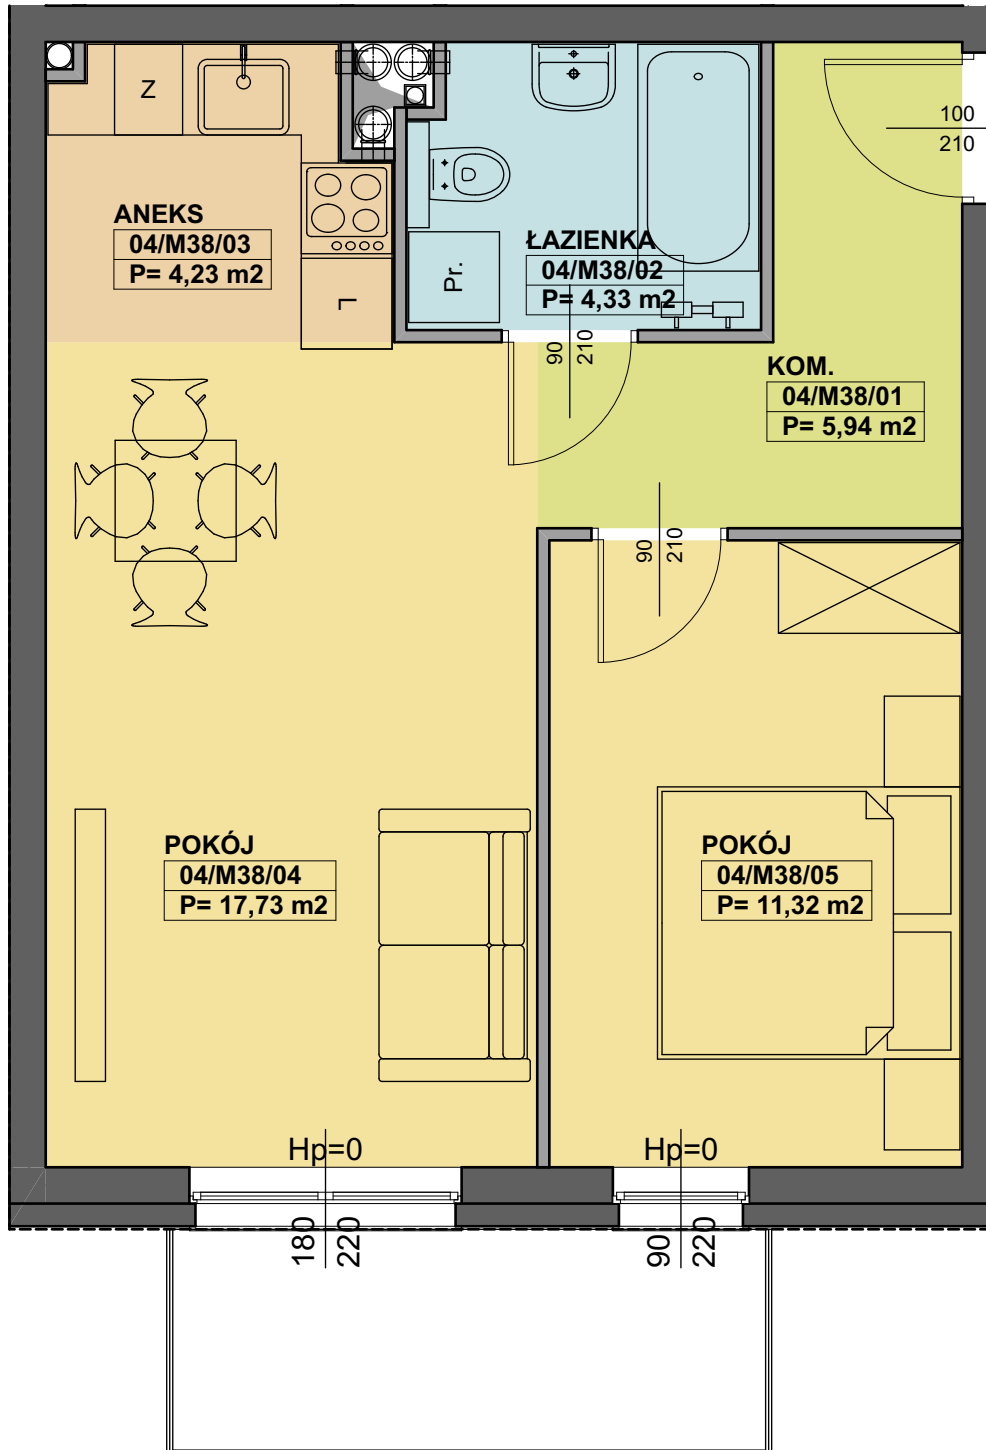 Z
100
210
ANEKS
04/M38/03
P= 4,23 m2
ŁAZIENKA
04/M38/02
P= 4,33 m2
Pr.
L
90
210
KOM.
04/M38/01
P= 5,94 m2
90
210
POKÓJ
04/M38/04
P= 17,73 m2
POKÓJ
04/M38/05
P= 11,32 m2
Hp=0
Hp=0
180
220
90
220